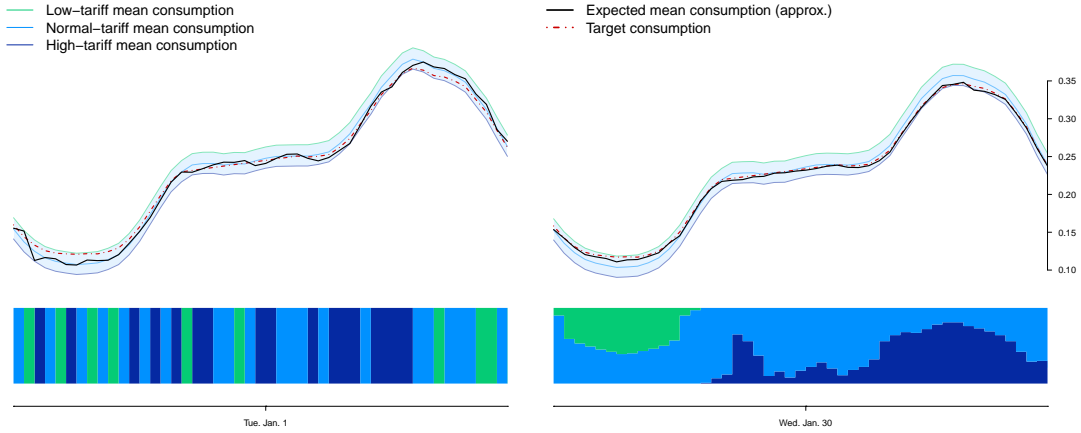 Low−tariff mean consumption
Normal−tariff mean consumption
High−tariff mean consumption
Expected mean consumption (approx.)
Target consumption
0.35
0.30
0.25
0.20
0.15
0.10
Tue. Jan. 1
Wed. Jan. 30